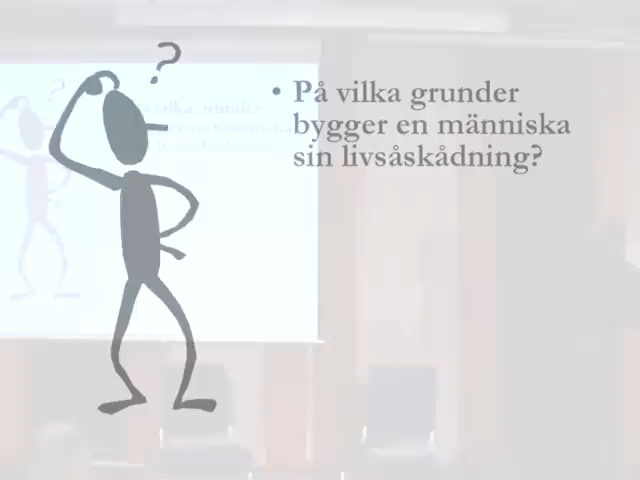 ?
• På vilka grunder
bygger en människa
sin livsåskådning?